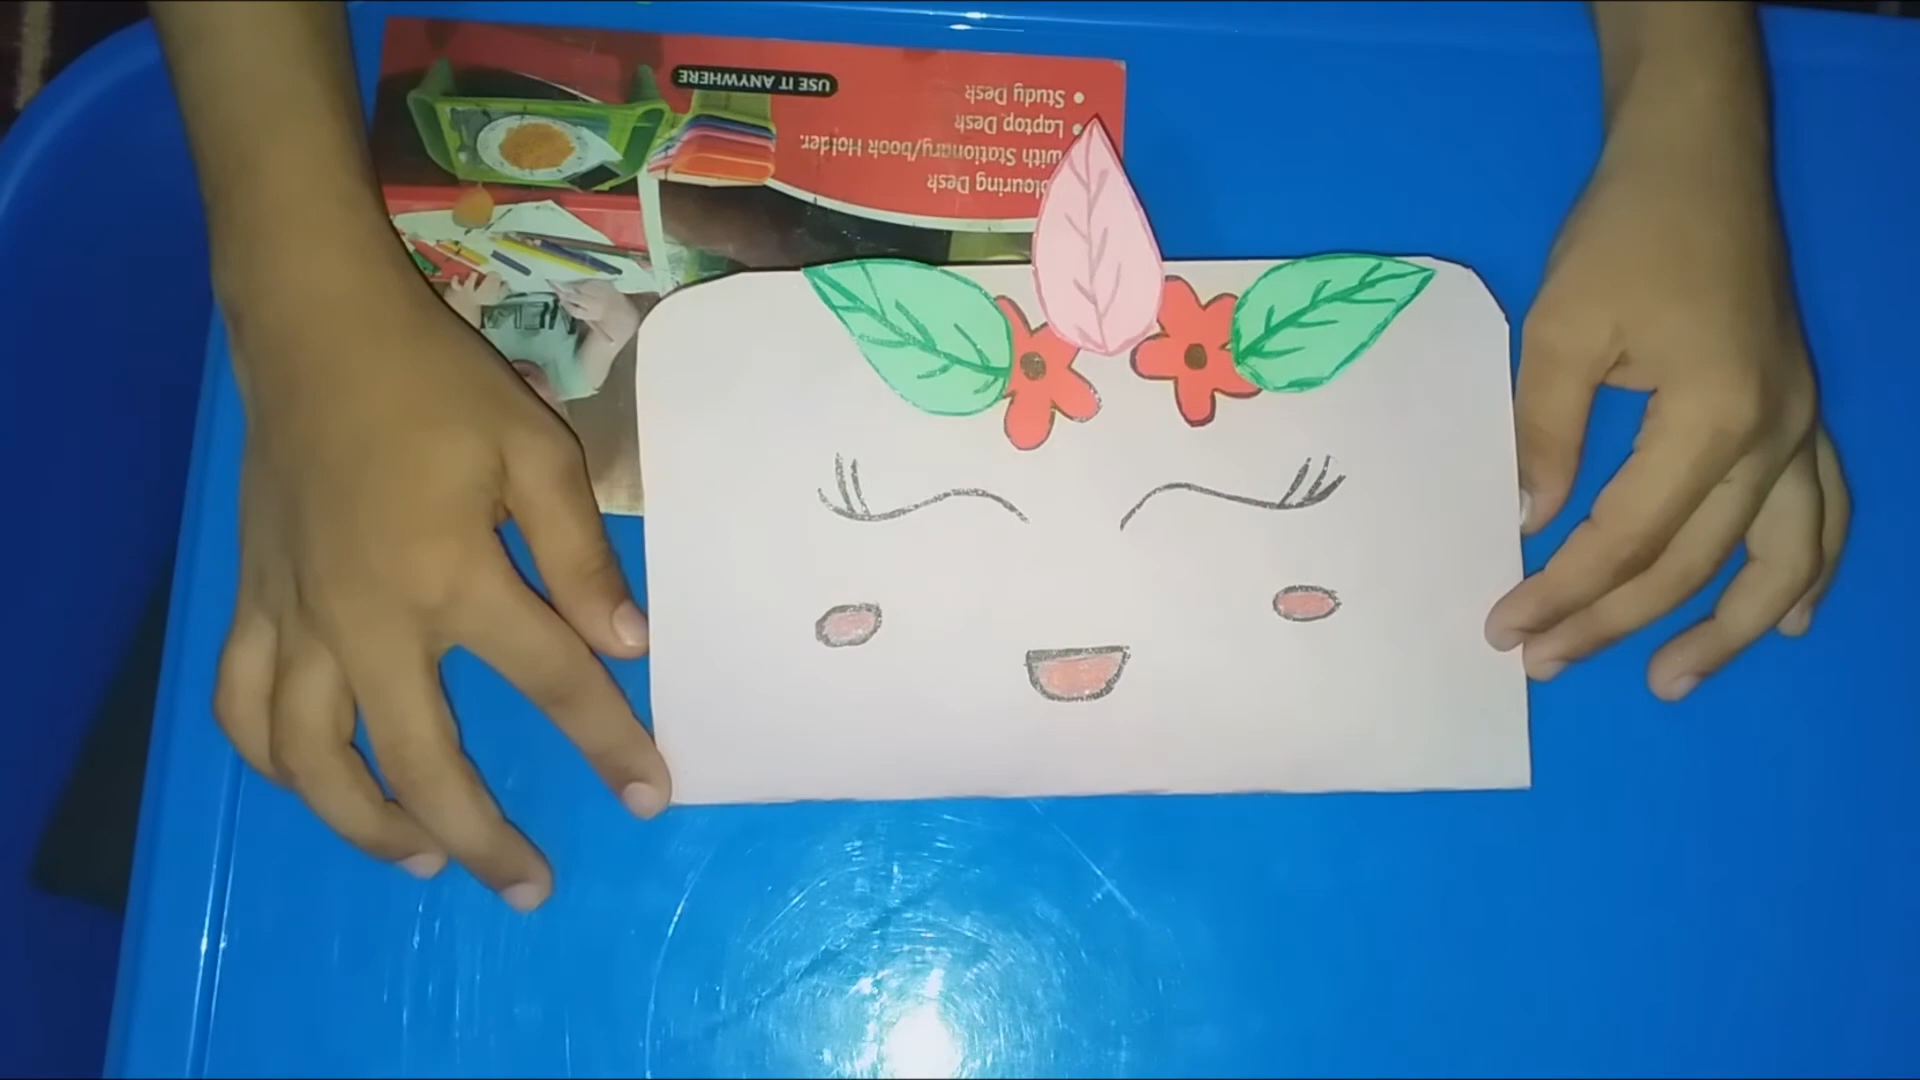 olouring Desk
with Stationary/book Holder.
• Laptop Desk
• Study Desk
USE IT ANYWHERE